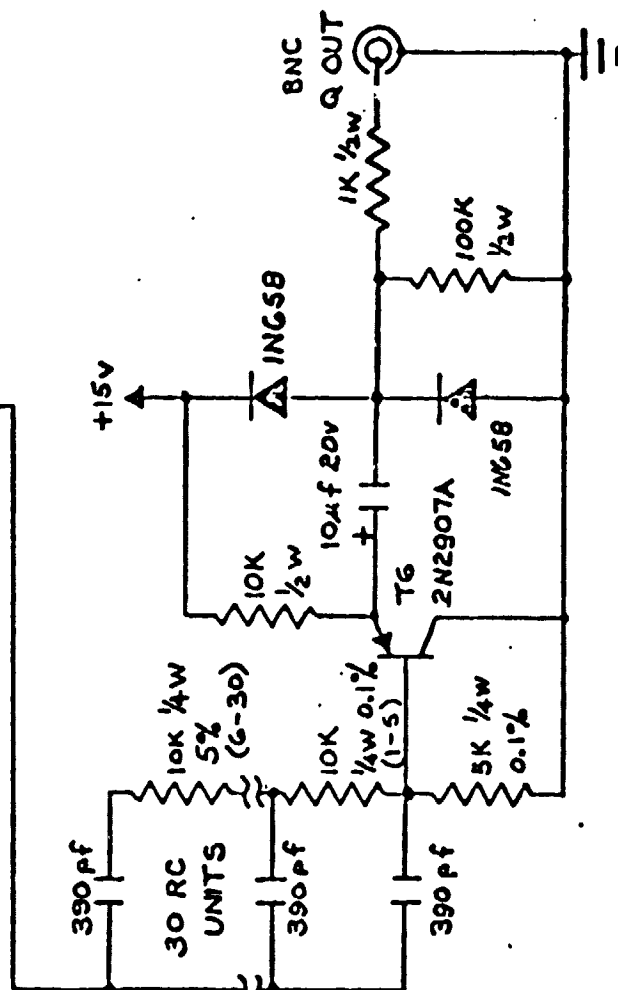 BNC
Q OUT
1K 1/2W
100K
1/2W
+15V
1N658
10µf 20V
+
1N658
10K
1/2W
T6
2N2907A
10K 1/4W
5%
(6-30)
10K
1/4W 0.1%
(1-5)
5K 1/4W
0.1%
390pf
30 RC
UNITS
390pf
390pf